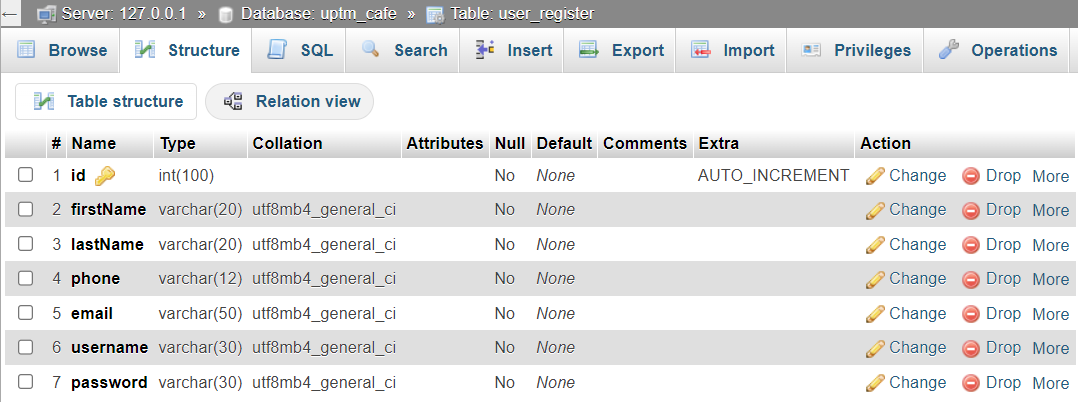 ← Server: 127.0.0.1 » Database: uptm_cafe » Table: user_register
Browse Structure SQL Search Insert Export Import Privileges Operations
Table structure Relation view
# Name Type Collation Attributes Null Default Comments Extra Action
1 id int(100) No None AUTO_INCREMENT Change Drop More
2 firstName varchar(20) utf8mb4_general_ci No None Change Drop More
3 lastName varchar(20) utf8mb4_general_ci No None Change Drop More
4 phone varchar(12) utf8mb4_general_ci No None Change Drop More
5 email varchar(50) utf8mb4_general_ci No None Change Drop More
6 username varchar(30) utf8mb4_general_ci No None Change Drop More
7 password varchar(30) utf8mb4_general_ci No None Change Drop More